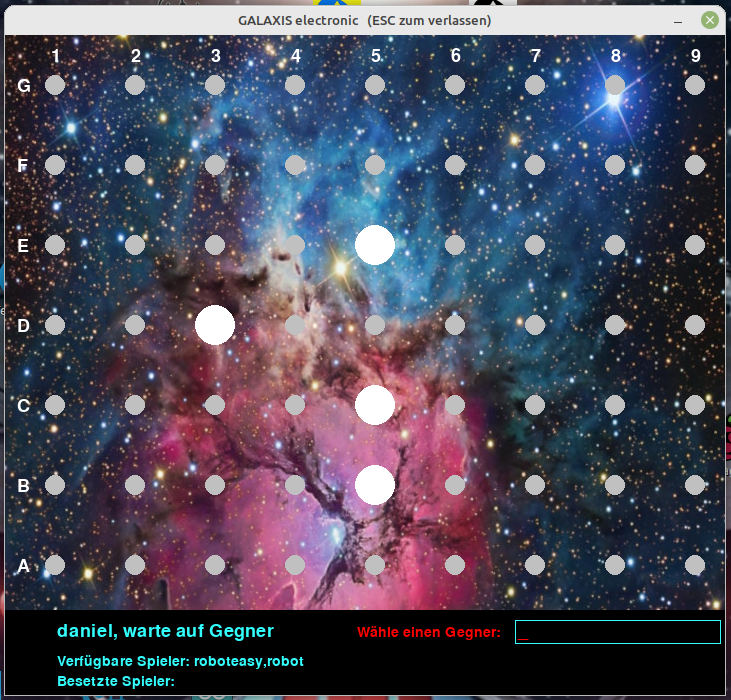 GALAXIS electronic (ESC zum verlassen)
1 2 3 4 5 6 7 8 9
G
F
E
D
C
B
A
daniel, warte auf Gegner
Wähle einen Gegner: _
Verfügbare Spieler: roboteasy,robot
Besetzte Spieler: